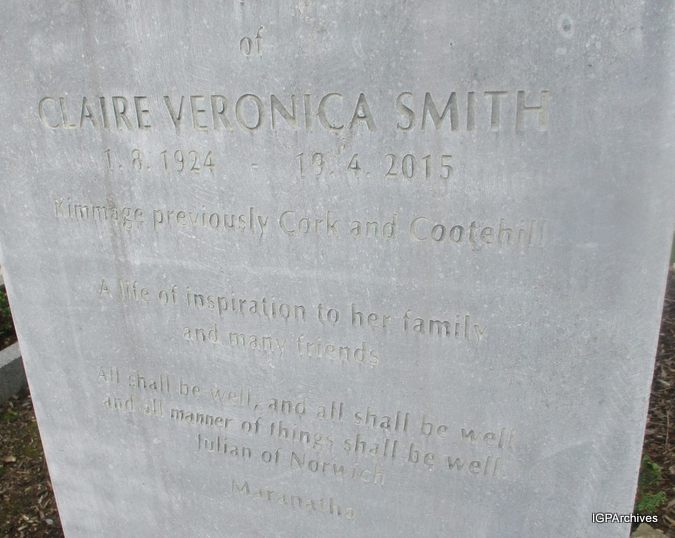 of
CLAIRE VERONICA SMITH
1. 8. 1924 - 19. 4. 2015
Kimmage previously Cork and Cootehill
A life of inspiration to her family
and many friends
All shall be well, and all shall be well
and all manner of things shall be well.
Julian of Norwich
Maranatha
IGPArchives